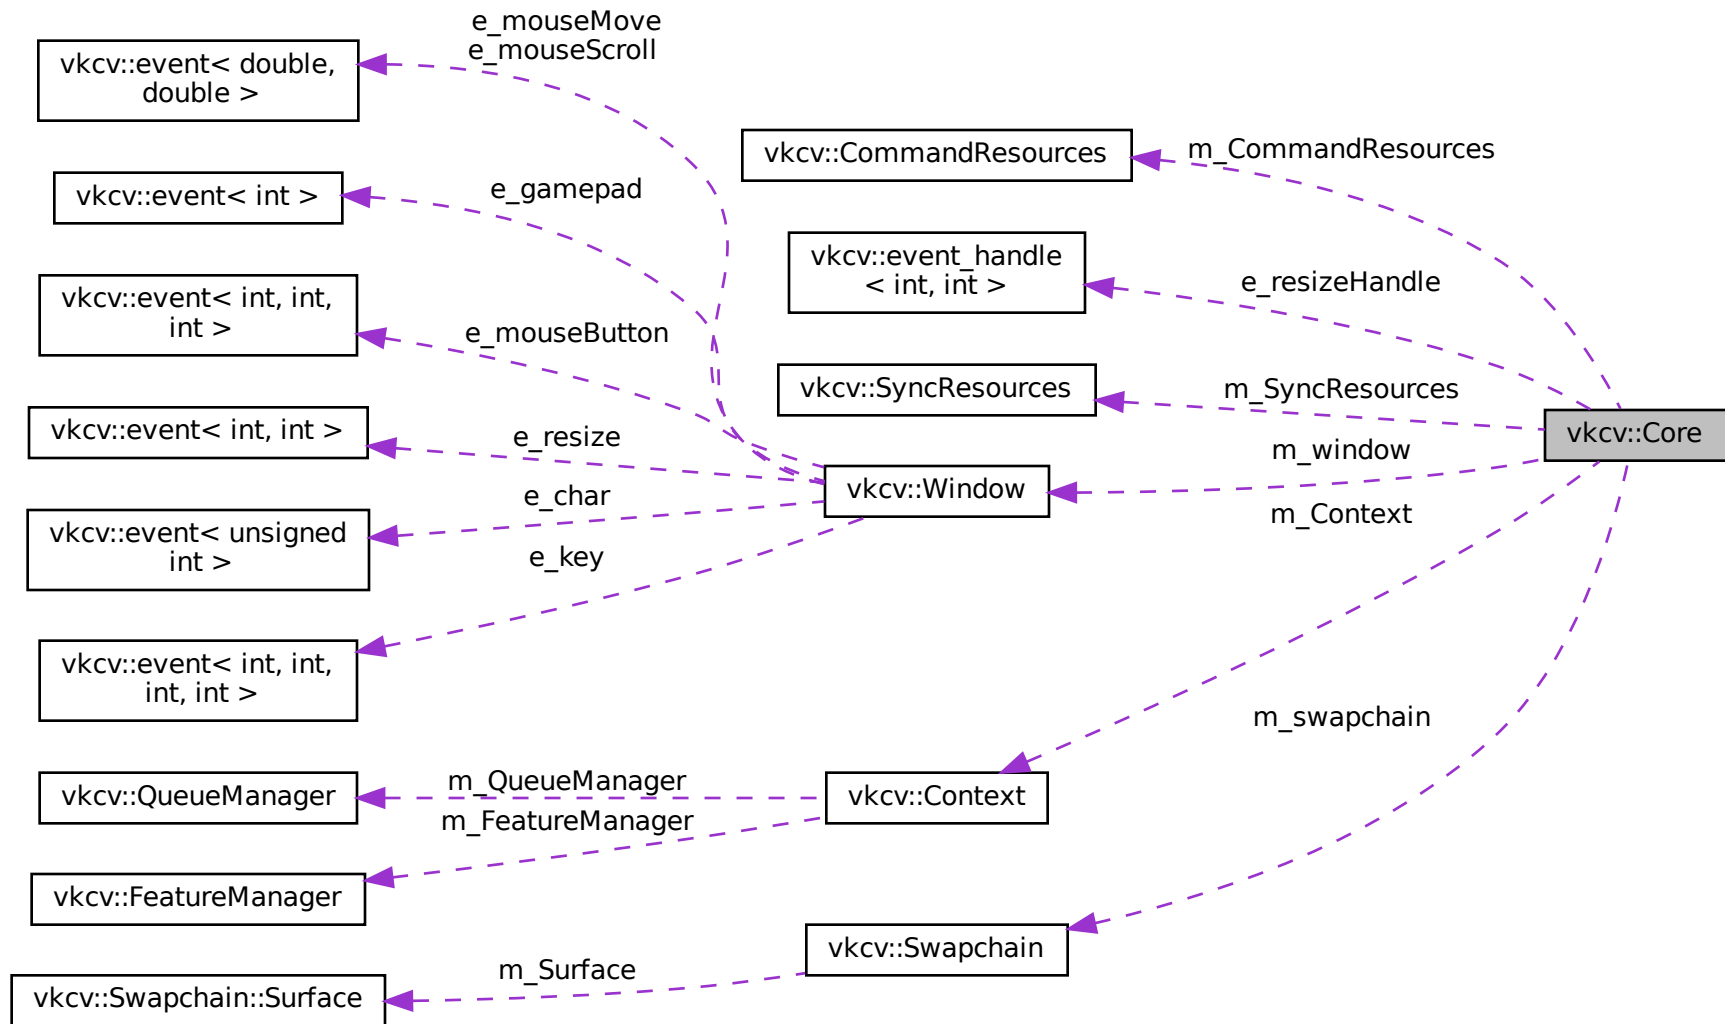 e_mouseMove
e_mouseScroll
vkcv::event< double,
double >
vkcv::CommandResources
m_CommandResources
e_gamepad
vkcv::event< int >
vkcv::event_handle
< int, int >
e_resizeHandle
vkcv::event< int, int,
int >
e_mouseButton
vkcv::SyncResources
m_SyncResources
vkcv::event< int, int >
e_resize
vkcv::Core
m_window
vkcv::Window
e_char
m_Context
vkcv::event< unsigned
int >
e_key
vkcv::event< int, int,
int, int >
m_swapchain
vkcv::QueueManager
m_QueueManager
vkcv::Context
m_FeatureManager
vkcv::FeatureManager
vkcv::Swapchain
m_Surface
vkcv::Swapchain::Surface